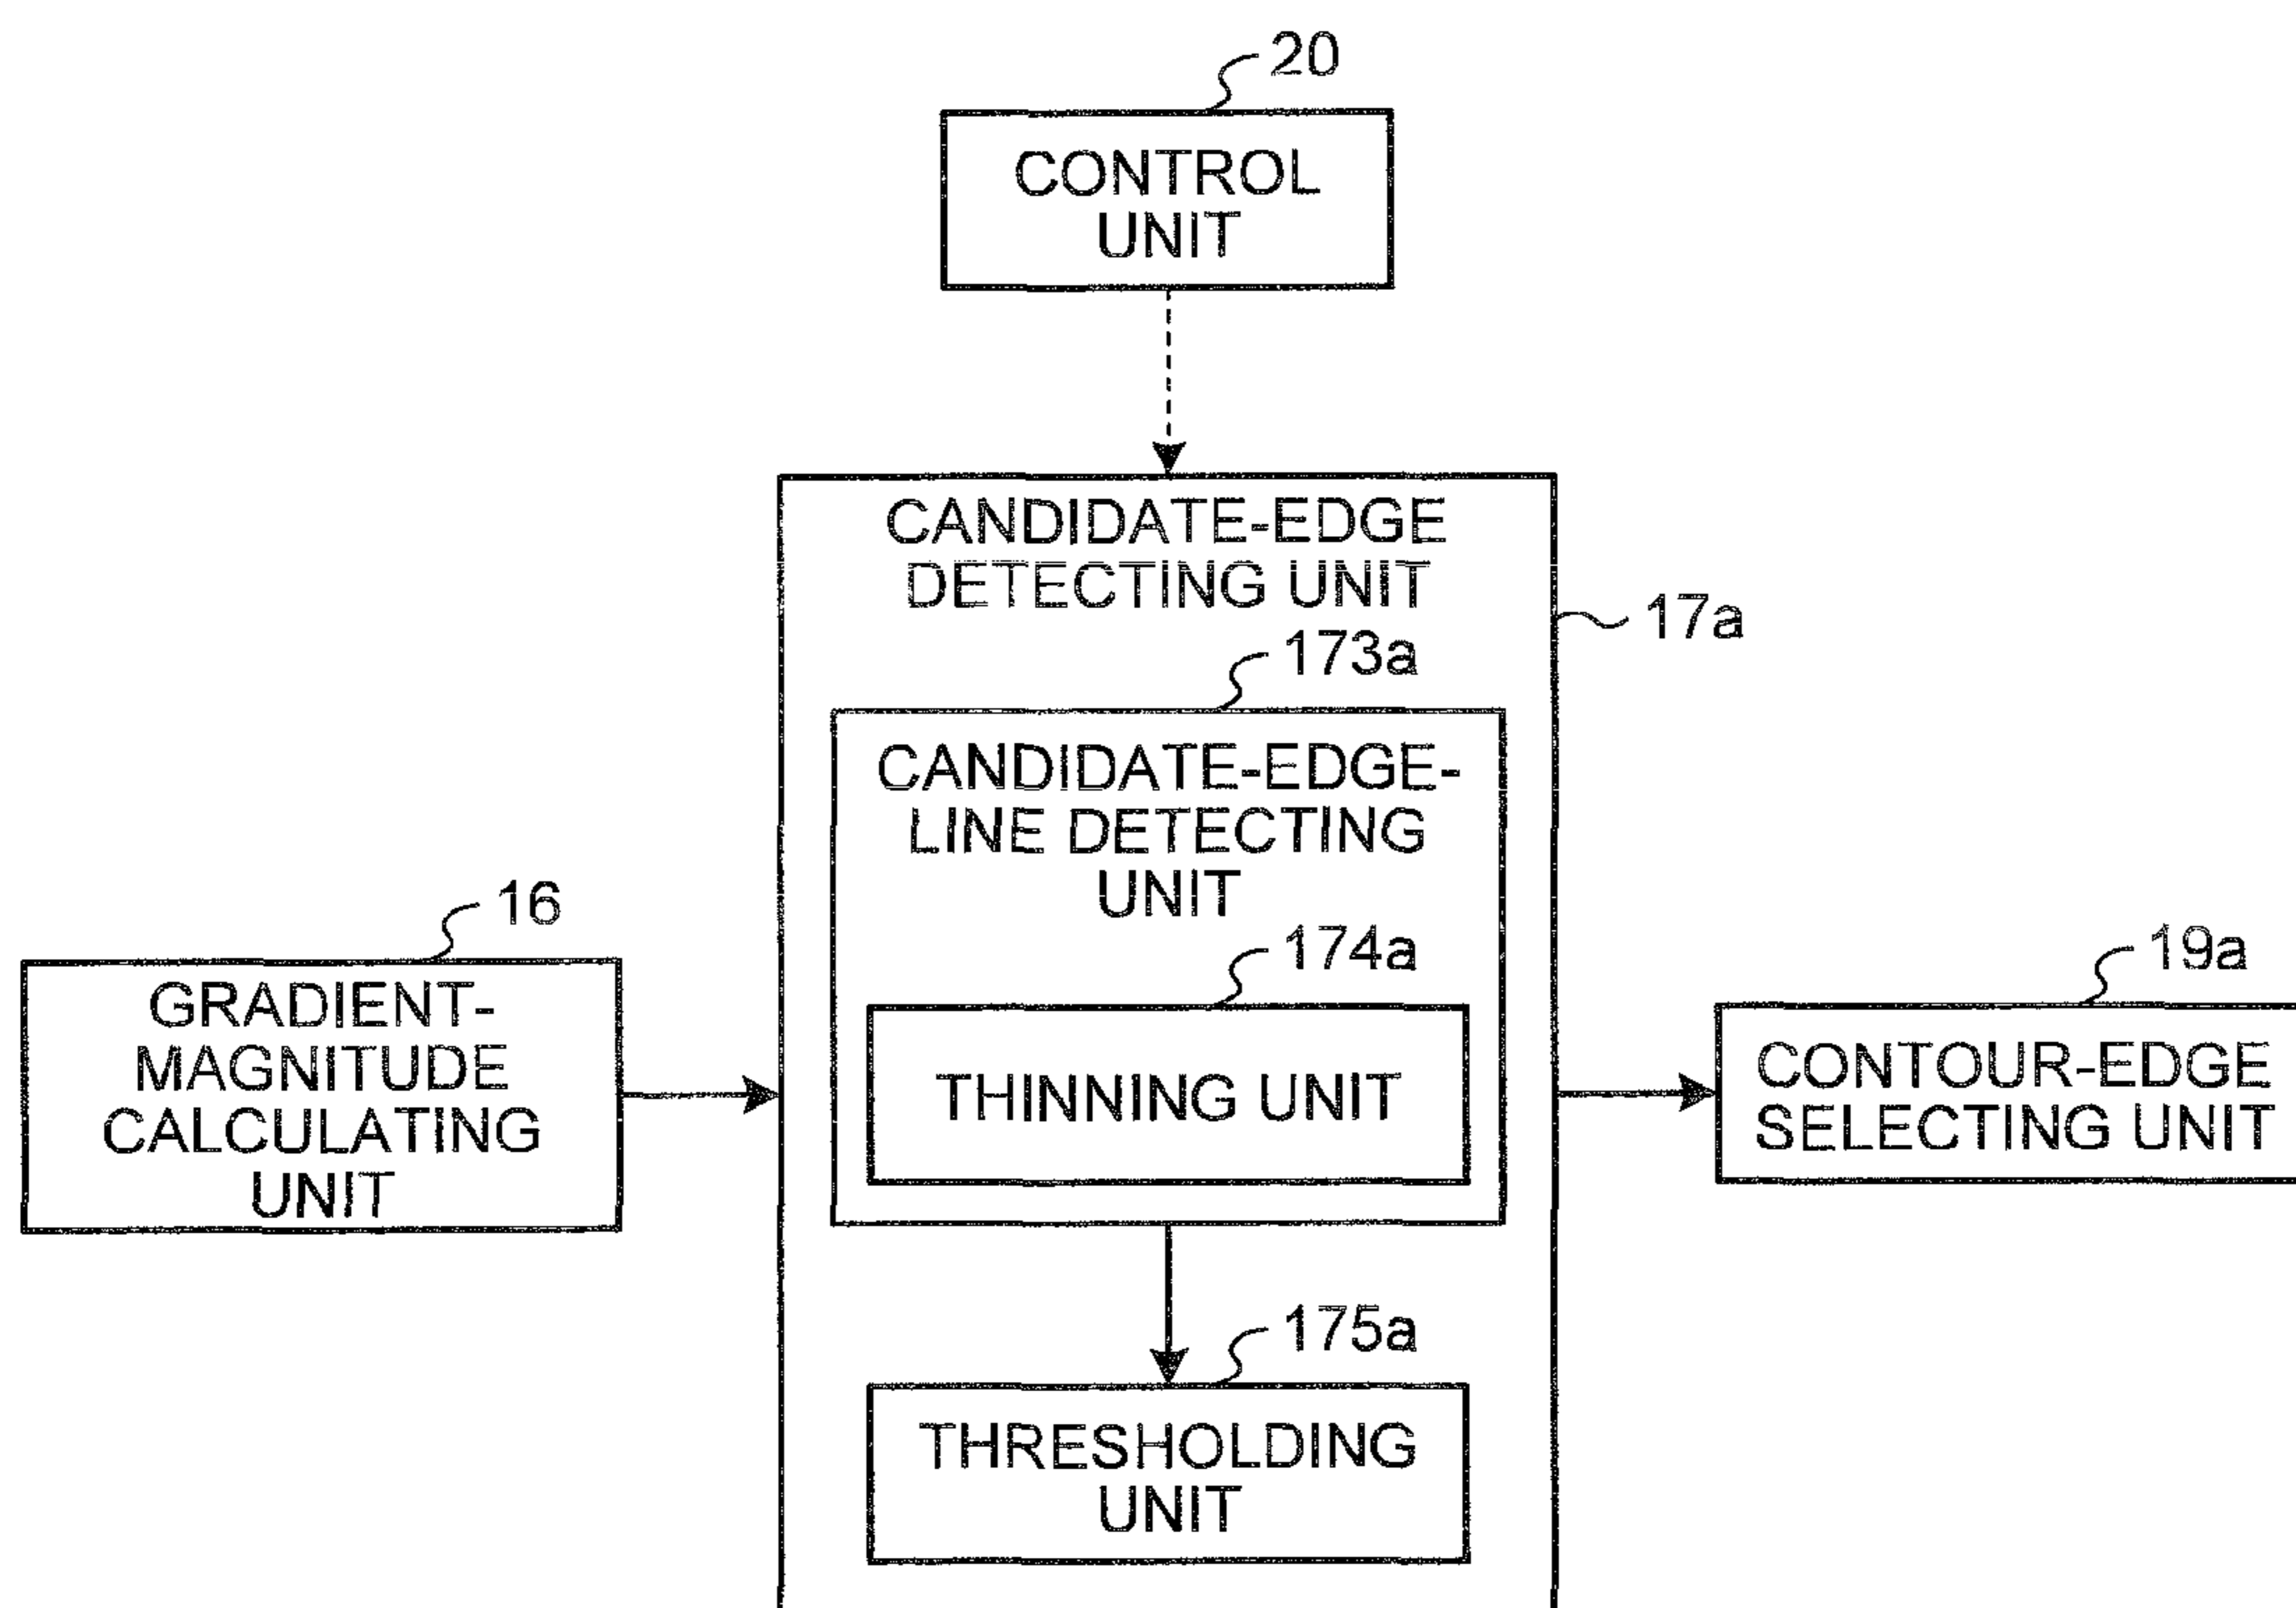 20
CONTROL
UNIT
CANDIDATE-EDGE
DETECTING UNIT
17a
173a
CANDIDATE-EDGE-
LINE DETECTING
UNIT
16
GRADIENT-
MAGNITUDE
CALCULATING
UNIT
174a
THINNING UNIT
19a
CONTOUR-EDGE
SELECTING UNIT
175a
THRESHOLDING
UNIT